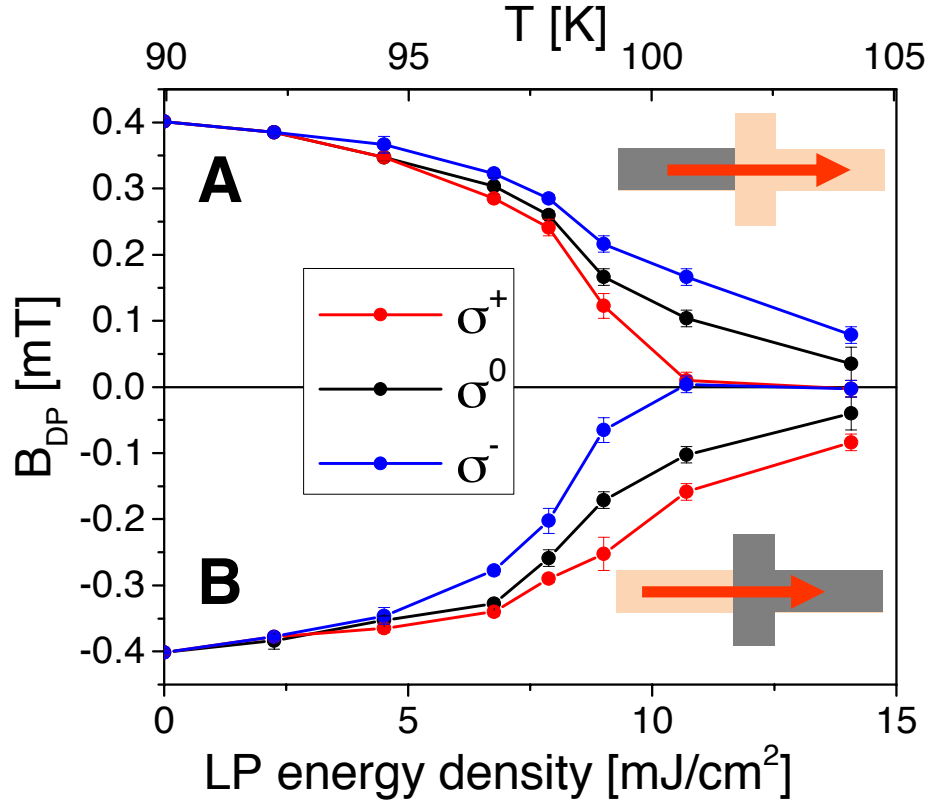 T [K]
90 95 100 105
0.4
0.3
0.2
0.1
0.0
-0.1
-0.2
-0.3
-0.4
B_DP [mT]
A
σ⁺
σ⁰
σ⁻
B
0 5 10 15
LP energy density [mJ/cm²]